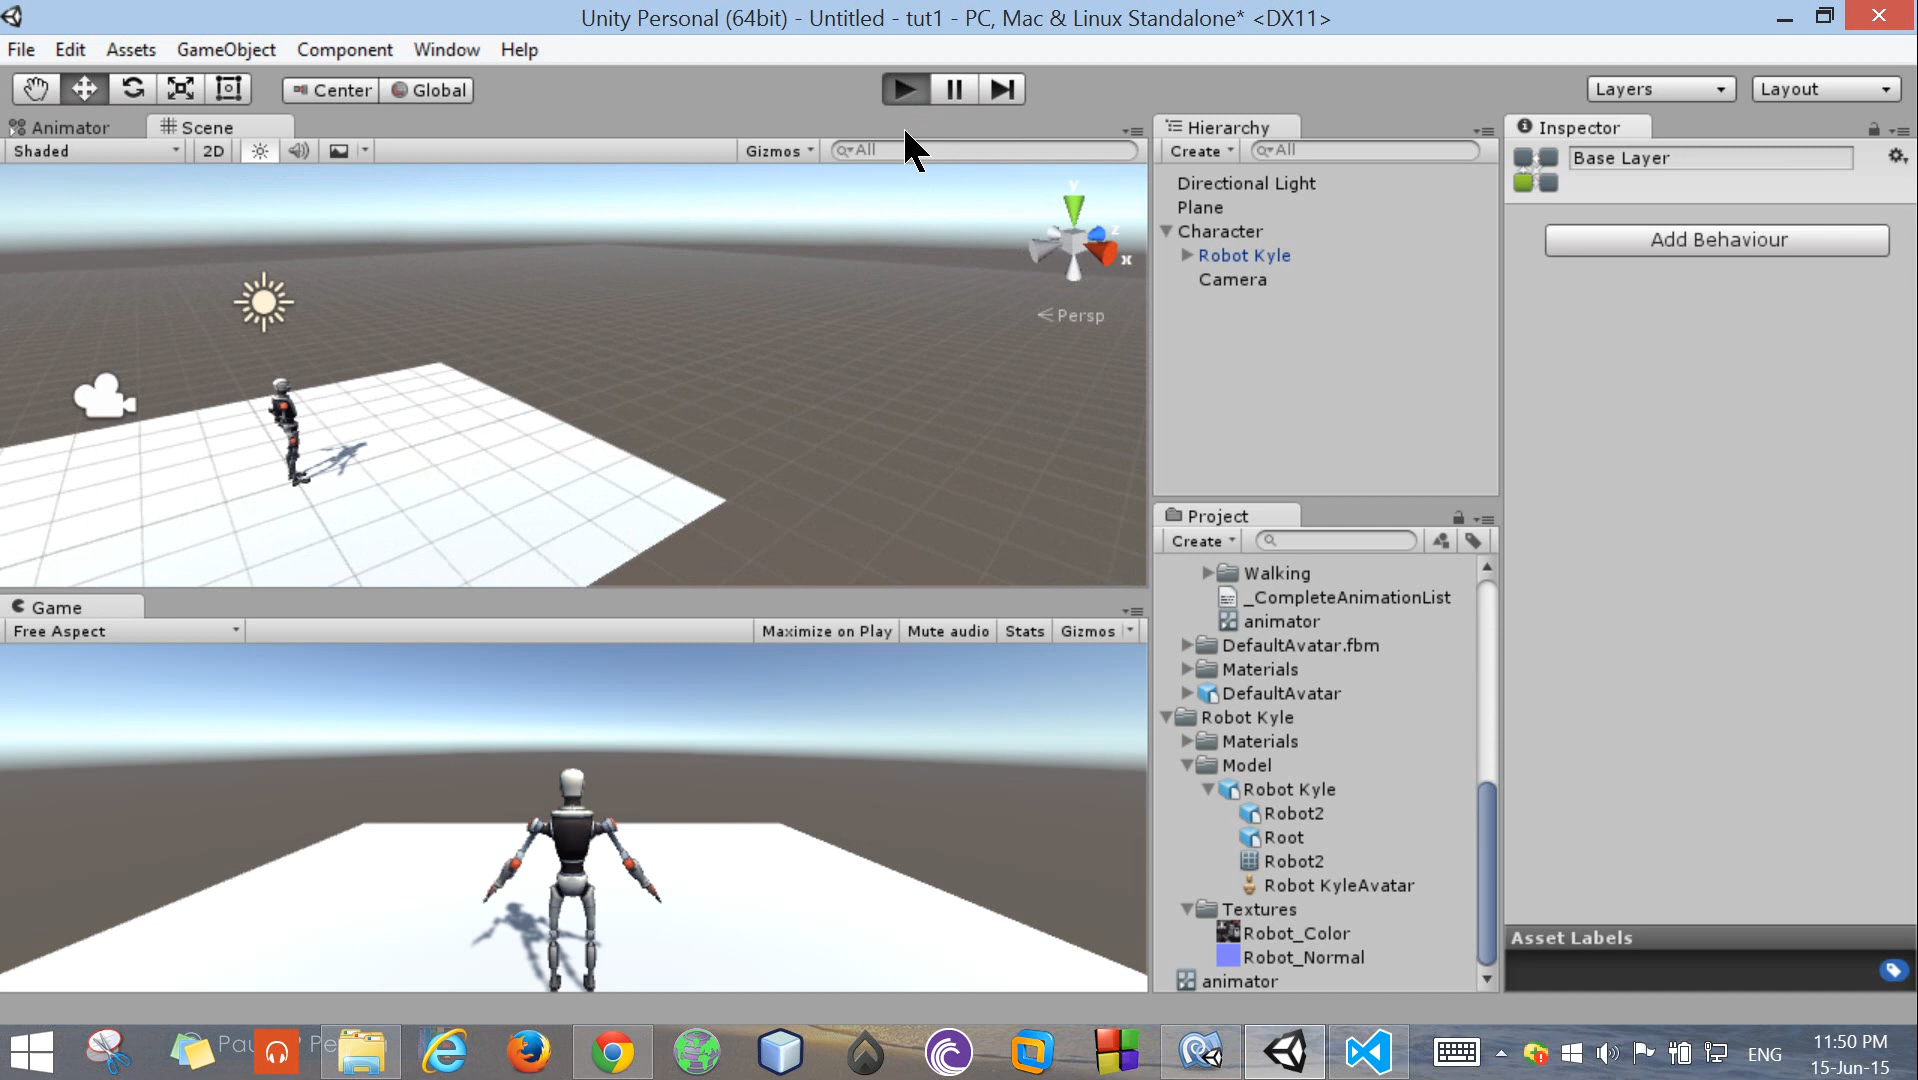 Unity Personal (64bit) - Untitled - tut1 - PC, Mac & Linux Standalone* <DX11>
File Edit Assets GameObject Component Window Help
Center Global Layers Layout
Animator Scene
Shaded 2D Gizmos All
y
z
x
Persp
Game
Free Aspect Maximize on Play Mute audio Stats Gizmos
Hierarchy
Create All
Directional Light
Plane
Character
Robot Kyle
Camera
Project
Create
Walking
_CompleteAnimationList
animator
DefaultAvatar.fbm
Materials
DefaultAvatar
Robot Kyle
Materials
Model
Robot Kyle
Robot2
Root
Robot2
Robot KyleAvatar
Textures
Robot_Color
Robot_Normal
animator
Inspector
Base Layer
Add Behaviour
Asset Labels
ENG
11:50 PM
15-Jun-15